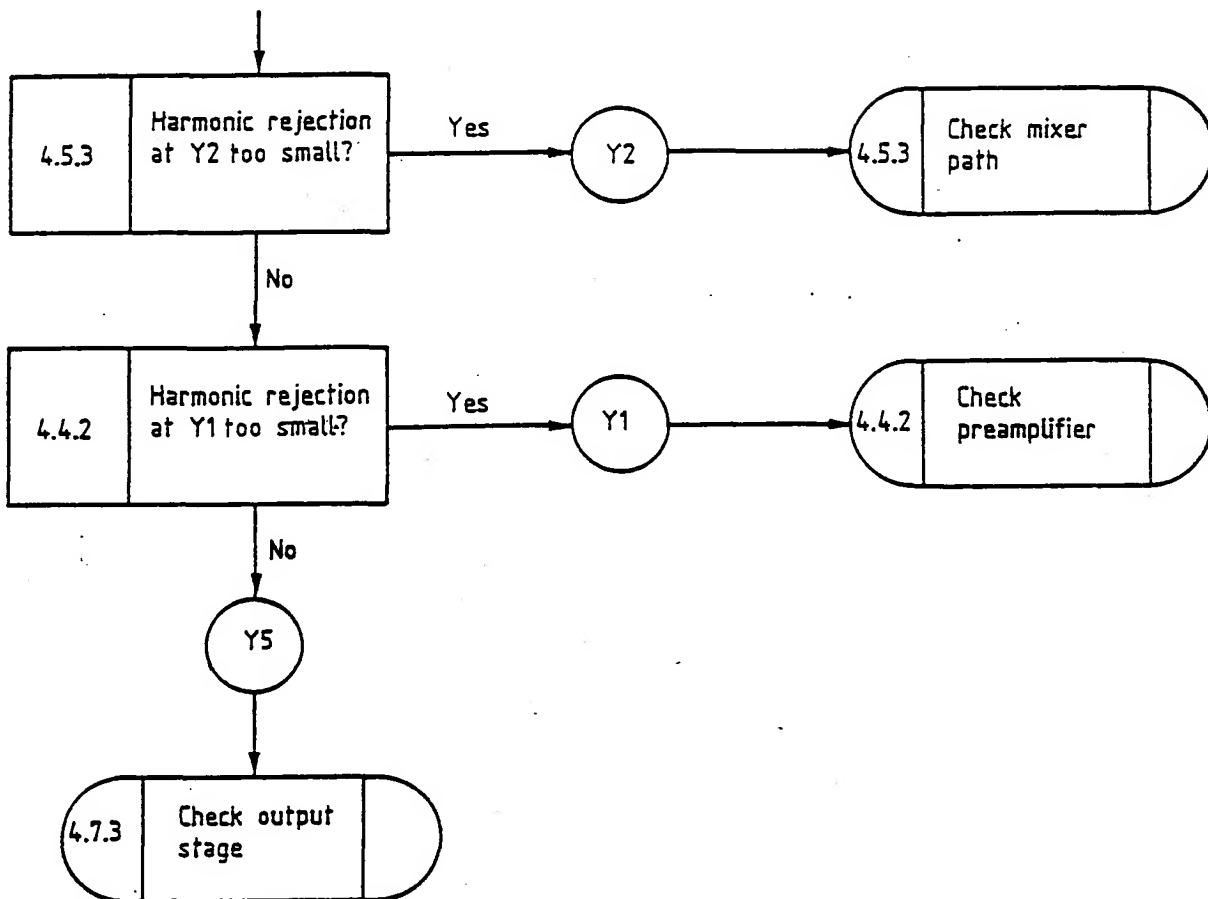 4.5.3
Harmonic rejection
at Y2 too small?
Yes
Y2
4.5.3
Check mixer
path
No
4.4.2
Harmonic rejection
at Y1 too small?
Yes
Y1
4.4.2
Check
preamplifier
No
Y5
4.7.3
Check output
stage